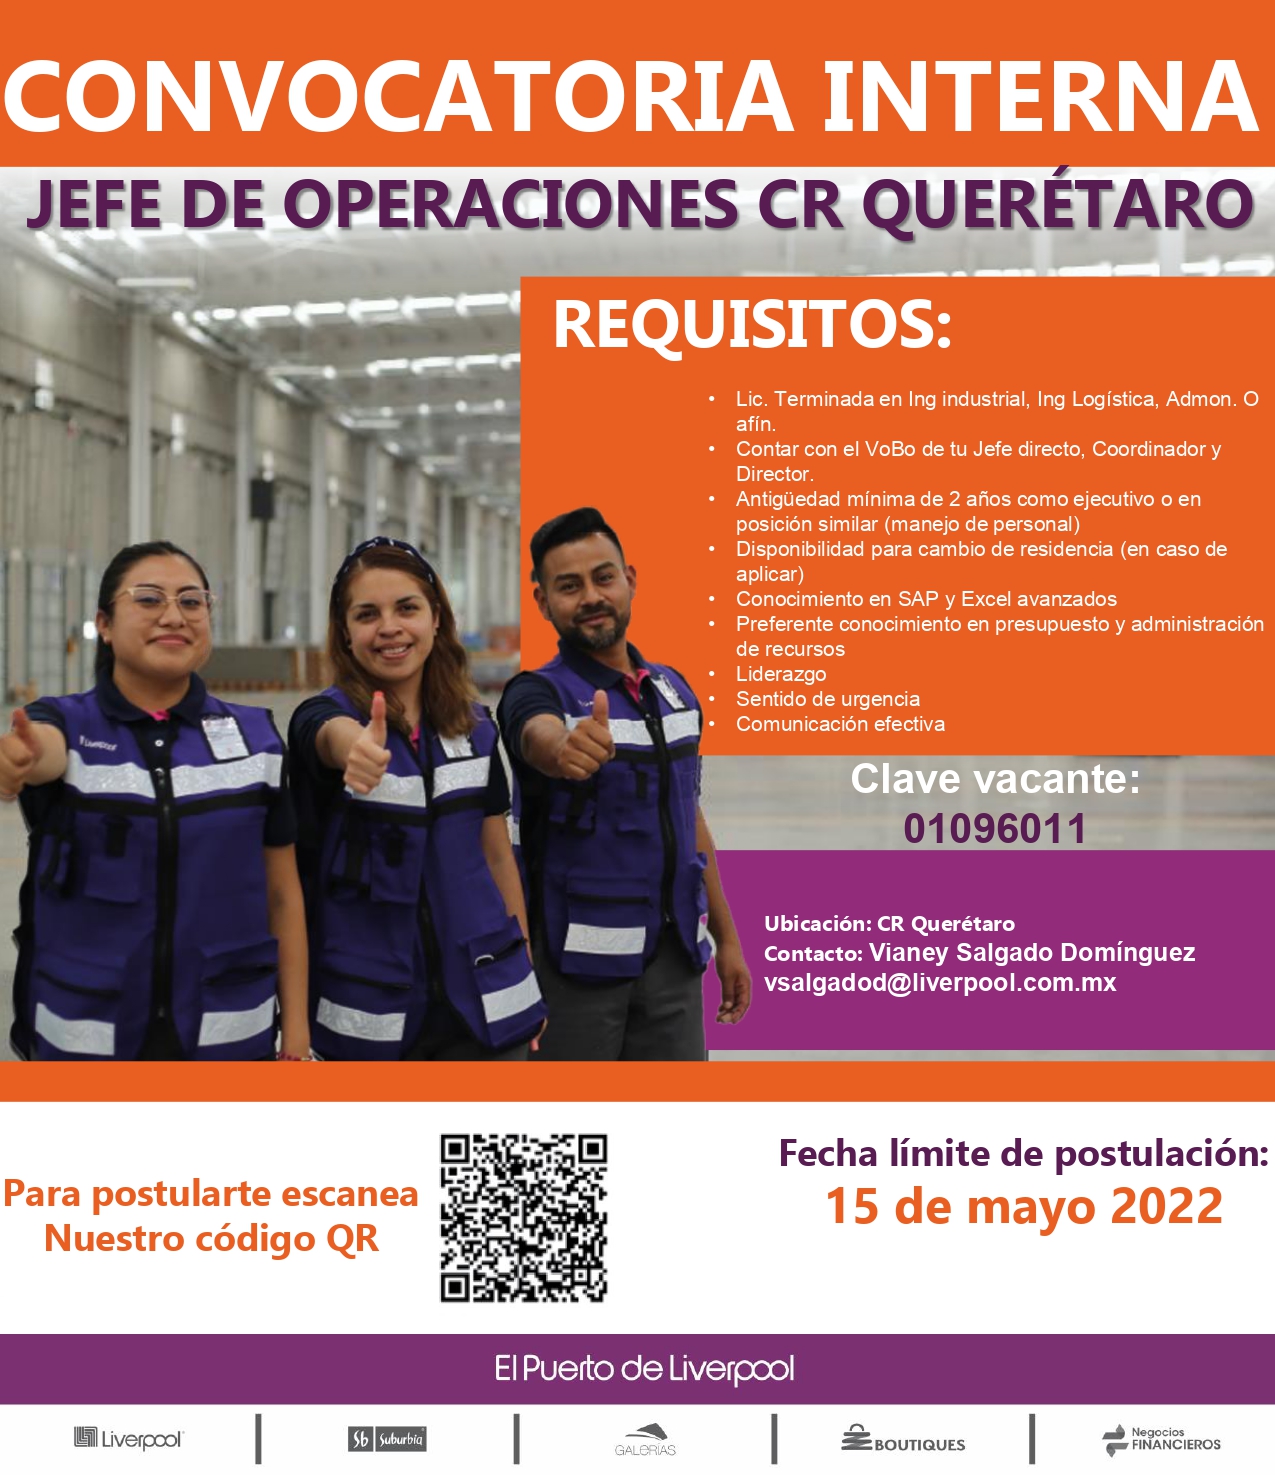 CONVOCATORIA INTERNA
JEFE DE OPERACIONES CR QUERÉTARO
REQUISITOS:
• Lic. Terminada en Ing industrial, Ing Logística, Admon. O
afín.
• Contar con el VoBo de tu Jefe directo, Coordinador y
Director.
• Antigüedad mínima de 2 años como ejecutivo o en
posición similar (manejo de personal)
• Disponibilidad para cambio de residencia (en caso de
aplicar)
• Conocimiento en SAP y Excel avanzados
• Preferente conocimiento en presupuesto y administración
de recursos
• Liderazgo
• Sentido de urgencia
• Comunicación efectiva
Liverpool
Clave vacante:
01096011
Ubicación: CR Querétaro
Contacto: Vianey Salgado Domínguez
vsalgadod@liverpool.com.mx
Para postularte escanea
Nuestro código QR
Fecha límite de postulación:
15 de mayo 2022
El Puerto de Liverpool
Liverpool
Sb Suburbia
GALERÍAS
BOUTIQUES
Negocios
FINANCIEROS